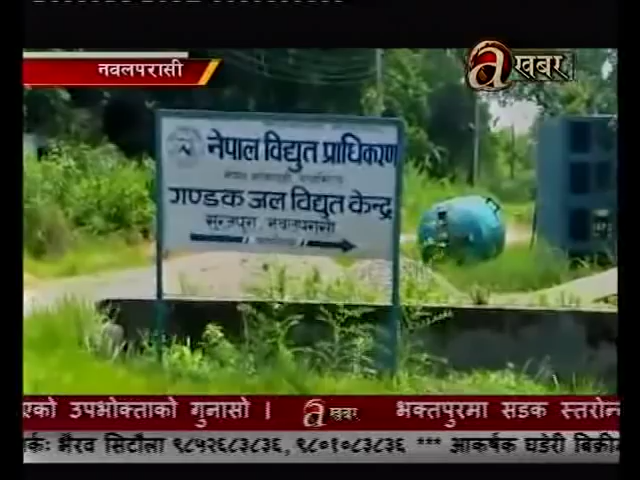 नवलपरासी
a खबर
नेपाल विद्युत प्राधिकरण
गण्डक जल विद्युत केन्द्र
सुरजपुरा, नवलपरासी
एको उपभोक्ताको गुनासो । a खबर भक्तपुरमा सडक स्तरोन्
र्कः भैरव सिटौला ९८५२६८३८३६, ९८०१०८३८३६ *** आकर्षक घडेरी बिक्री